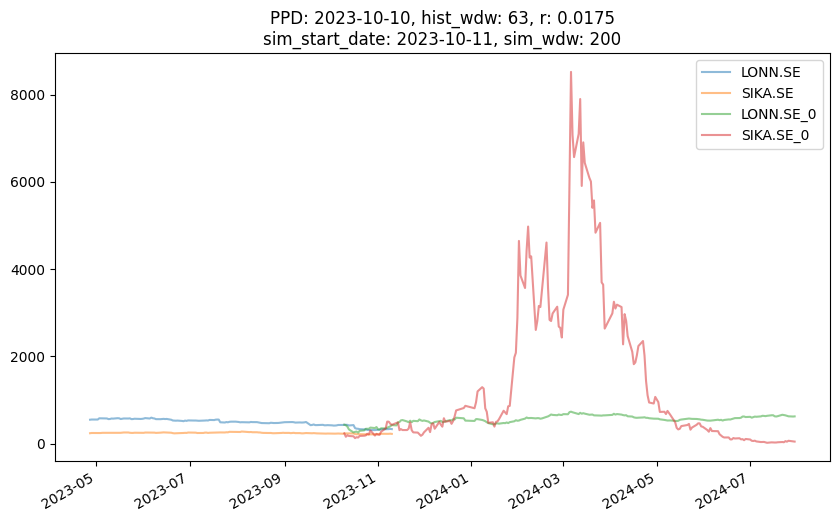 PPD: 2023-10-10, hist_wdw: 63, r: 0.0175
sim_start_date: 2023-10-11, sim_wdw: 200
LONN.SE
SIKA.SE
LONN.SE_0
SIKA.SE_0
8000
6000
4000
2000
0
2023-05
2023-07
2023-09
2023-11
2024-01
2024-03
2024-05
2024-07